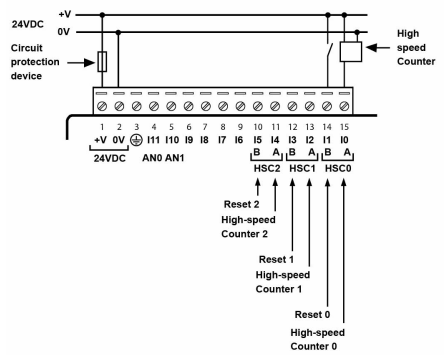 +V
24VDC
0V
Circuit
protection
device
High
speed
Counter
1 2 3 4 5 6 7 8 9 10 11 12 13 14 15
+V 0V I11 I10 I9 I8 I7 I6 I5 I4 I3 I2 I1 I0
B A B A B A
24VDC AN0 AN1 HSC2 HSC1 HSC0
Reset 2
High-speed
Counter 2
Reset 1
High-speed
Counter 1
Reset 0
High-speed
Counter 0